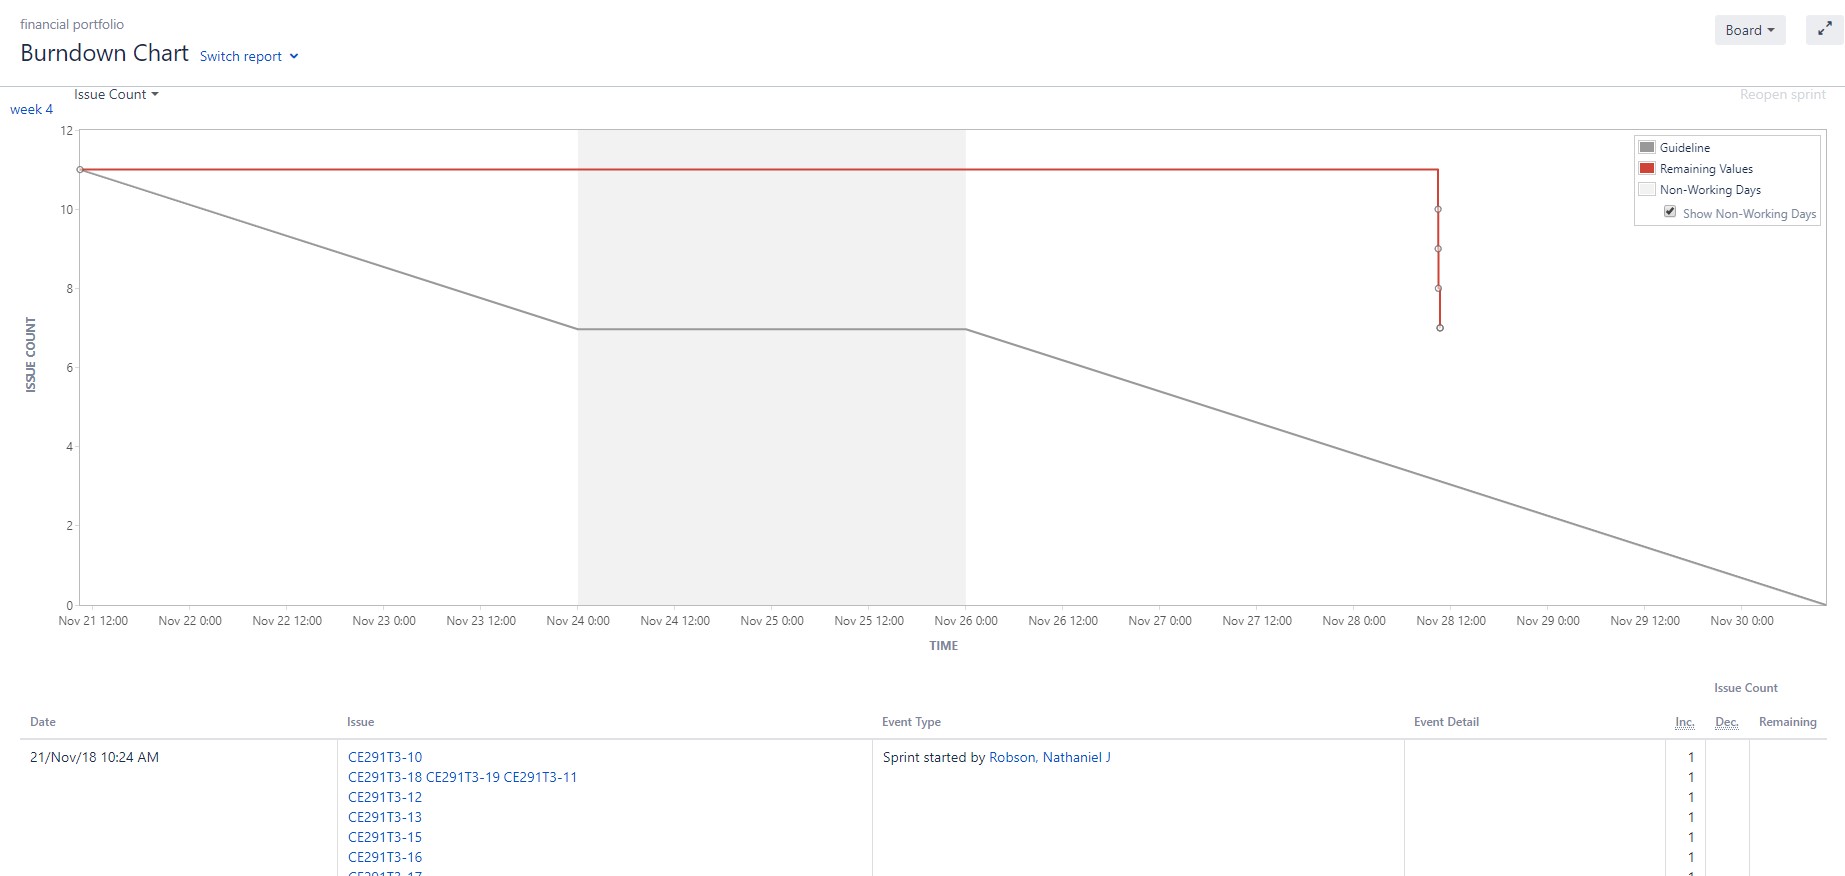 financial portfolio
Burndown Chart Switch report
Board
Issue Count
Reopen sprint
week 4
12
10
8
6
4
2
0
ISSUE COUNT
Guideline
Remaining Values
Non-Working Days
Show Non-Working Days
Nov 21 12:00 Nov 22 0:00 Nov 22 12:00 Nov 23 0:00 Nov 23 12:00 Nov 24 0:00 Nov 24 12:00 Nov 25 0:00 Nov 25 12:00 Nov 26 0:00 Nov 26 12:00 Nov 27 0:00 Nov 27 12:00 Nov 28 0:00 Nov 28 12:00 Nov 29 0:00 Nov 29 12:00 Nov 30 0:00
TIME
Issue Count
Date Issue Event Type Event Detail Inc. Dec. Remaining
21/Nov/18 10:24 AM CE291T3-10 Sprint started by Robson, Nathaniel J 1
CE291T3-18 CE291T3-19 CE291T3-11 1
CE291T3-12 1
CE291T3-13 1
CE291T3-15 1
CE291T3-16 1
CE291T3-17 1